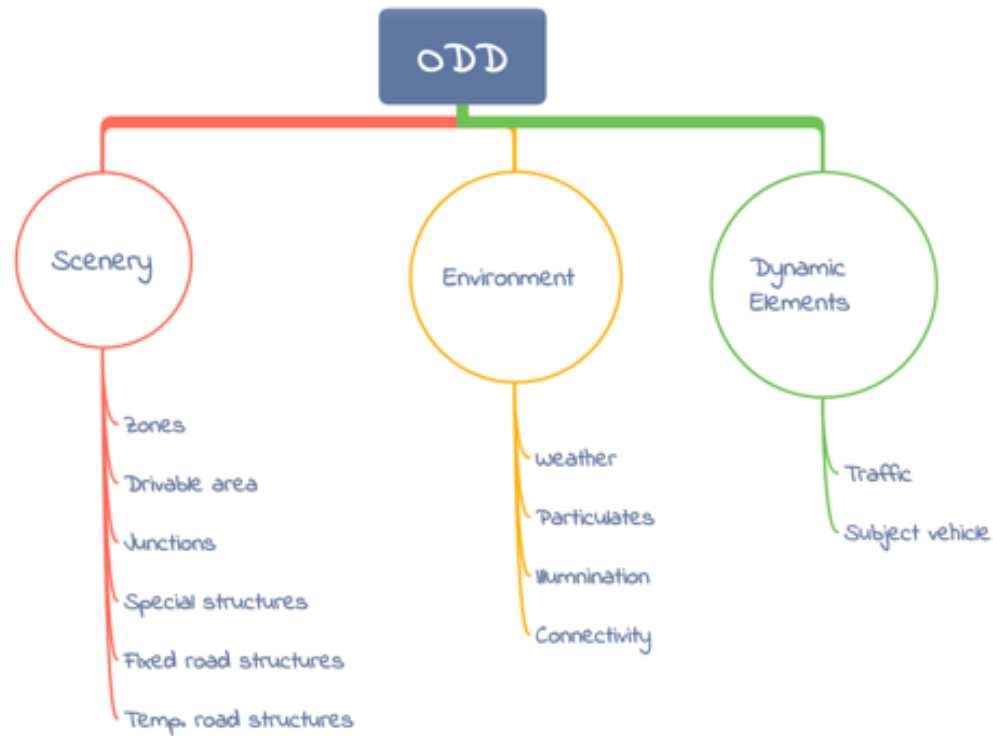 ODD
Scenery
Environment
Dynamic
Elements
Zones
Drivable area
Junctions
Special structures
Fixed road structures
Temp. road structures
Weather
Particulates
Illumnination
Connectivity
Traffic
Subject vehicle